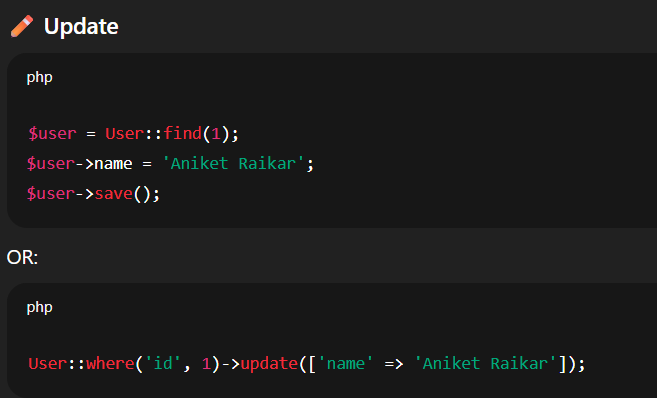 ✏️ Update
php
$user = User::find(1);
$user->name = 'Aniket Raikar';
$user->save();
OR:
php
User::where('id', 1)->update(['name' => 'Aniket Raikar']);